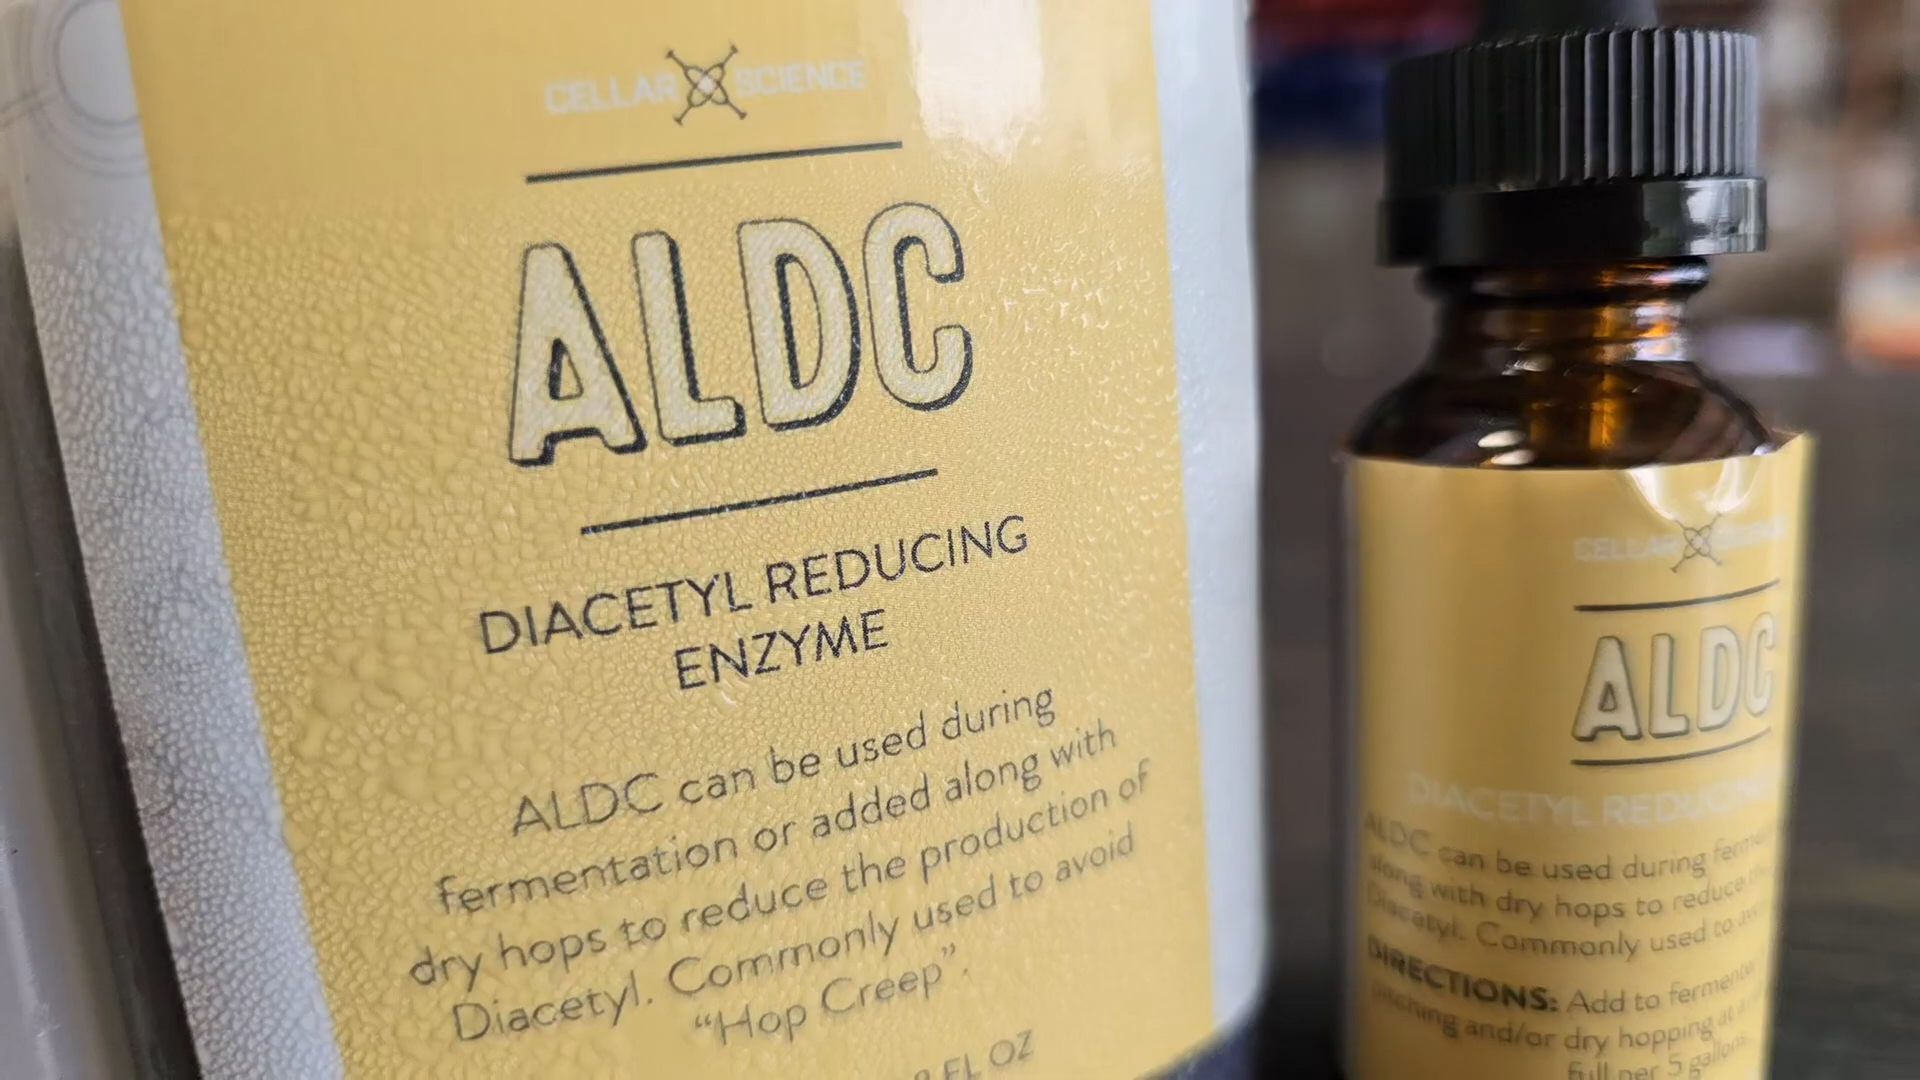 CELLAR SCIENCE
ALDC
DIACETYL REDUCING
ENZYME
ALDC can be used during
fermentation or added along with
dry hops to reduce the production of
Diacetyl. Commonly used to avoid
“Hop Creep”.
FL OZ
CELLAR
ALDC
DIACETYL REDUCING
ALDC can be used during
along with dry hops to reduce
Diacetyl. Commonly used to
DIRECTIONS: Add to
pitching and/or dry hopping at
full per 5 gallons